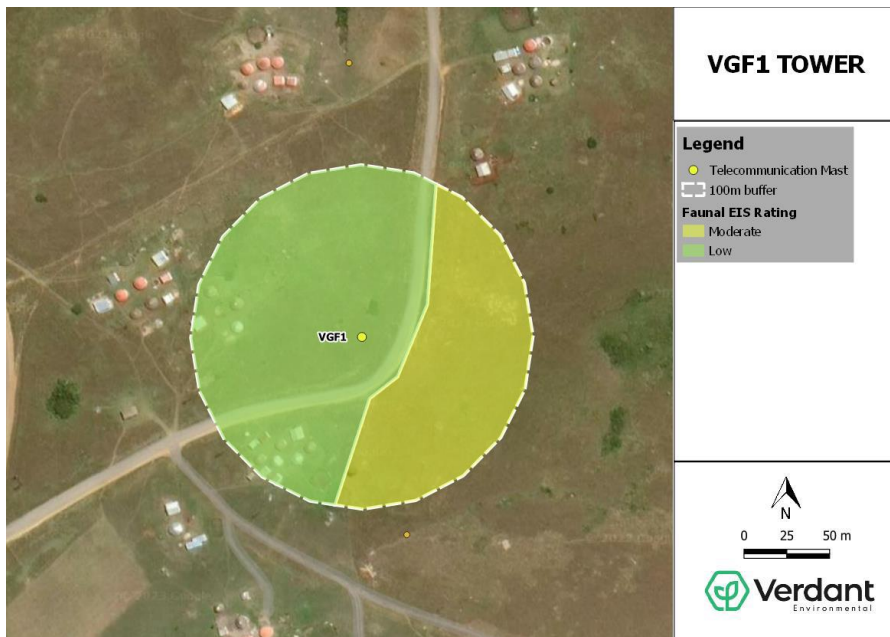 VGF1 TOWER
Legend
Telecommunication Mast
100m buffer
Faunal EIS Rating
Moderate
Low
VGF1
N
0 25 50 m
Verdant
Environmental